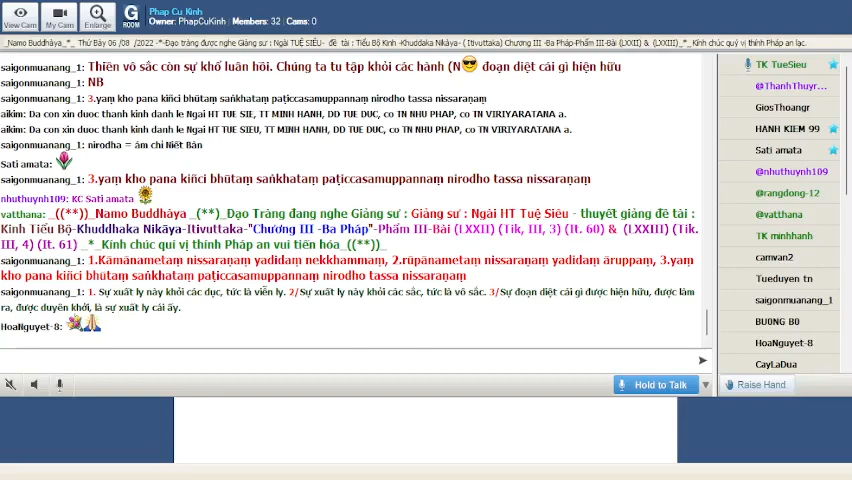 Phap Cu Kinh
Owner: PhapCuKinh | Members: 32 | Cams: 0
View Cam
My Cam
Enlarge
G
ROOM
_Namo Buddhàya_*_ Thứ Bảy 06 /08 /2022 -*-Đạo tràng được nghe Giảng sư : Ngài TUỆ SIÊU- đề tài : Tiểu Bộ Kinh -Khuddaka Nikàya- ( Itivuttaka) Chương III -Ba Pháp-Phẩm III-Bài (LXXII) & (LXXIII)_*_Kính chúc quý vị thính Pháp an lạc.
saigonmuanang_1: Thiền vô sắc còn sự khổ luân hồi. Chúng ta tu tập khỏi các hành (N😎 đoạn diệt cái gì hiện hữu
saigonmuanang_1: NB
saigonmuanang_1: 3.yaṃ kho pana kiñci bhūtaṃ saṅkhataṃ paṭiccasamuppannaṃ nirodho tassa nissaraṇaṃ
aikim: Da con xin duoc thanh kinh danh le Ngai HT TUE SIE, TT MINH HANH, DD TUE DUC, co TN NHU PHAP, co TN VIRIYARATANA a.
aikim: Da con xin duoc thanh kinh danh le Ngai HT TUE SIEU, TT MINH HANH, DD TUE DUC, co TN NHU PHAP, co TN VIRIYARATANA a.
saigonmuanang_1: nirodha = ám chỉ Niết Bàn
Sati amata: 🌷
saigonmuanang_1: 3.yaṃ kho pana kiñci bhūtaṃ saṅkhataṃ paṭiccasamuppannaṃ nirodho tassa nissaraṇaṃ
nhuthuynh109: KC Sati amata 🌻
vatthana: _((**))_Namo Buddhàya _(**)_Đạo Tràng đang nghe Giảng sư : Giảng sư : Ngài HT Tuệ Siêu - thuyết giảng đề tài :
Kinh Tiểu Bộ-Khuddhaka Nikāya-Itivuttaka-"Chương III -Ba Pháp"-Phẩm III-Bài (LXXII) (Tik, III, 3) (It. 60) & (LXXIII) (Tik.
III, 4) (It. 61) _*_Kính chúc quí vị thính Pháp an vui tiến hóa_((**))_
saigonmuanang_1: 1.Kāmānametaṃ nissaraṇaṃ yadidaṃ nekkhammaṃ, 2.rūpānametaṃ nissaraṇaṃ yadidaṃ āruppaṃ, 3.yaṃ
kho pana kiñci bhūtaṃ saṅkhataṃ paṭiccasamuppannaṃ nirodho tassa nissaraṇaṃ
saigonmuanang_1: 1. Sự xuất ly này khỏi các dục, tức là viễn ly. 2/Sự xuất ly này khỏi các sắc, tức là vô sắc. 3/Sự đoạn diệt cái gì được hiện hữu, được làm
ra, được duyên khởi, là sự xuất ly cái ấy.
HoaNguyet-8: 💐🙏
TK TueSieu
@ThanhThuyr...
GiosThoangr
HANH KIEM 99
Sati amata
@nhuthuynh109
@rangdong-12
@vatthana
TK minhhanh
camvan2
Tueduyen tn
saigonmuanang_1
BU0NG B0
HoaNguyet-8
CayLaDua
Hold to Talk
Raise Hand